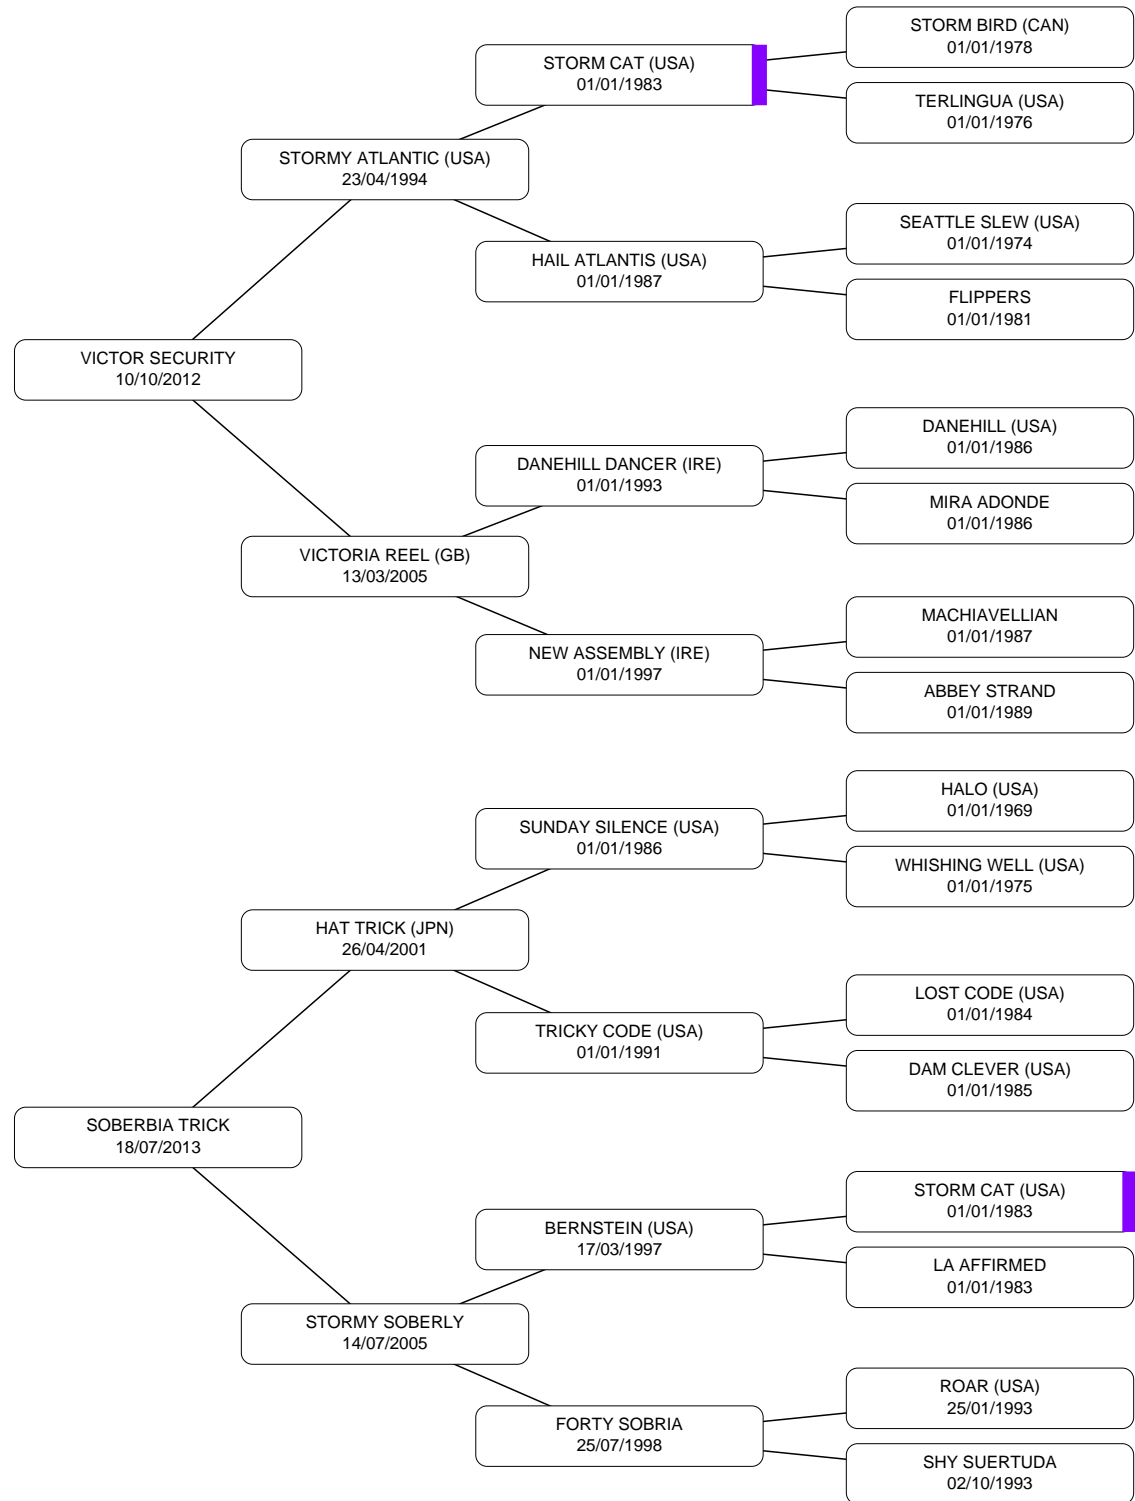 STORM BIRD (CAN)
01/01/1978
STORM CAT (USA)
01/01/1983
TERLINGUA (USA)
01/01/1976
STORMY ATLANTIC (USA)
23/04/1994
SEATTLE SLEW (USA)
01/01/1974
HAIL ATLANTIS (USA)
01/01/1987
FLIPPERS
01/01/1981
VICTOR SECURITY
10/10/2012
DANEHILL (USA)
01/01/1986
DANEHILL DANCER (IRE)
01/01/1993
MIRA ADONDE
01/01/1986
VICTORIA REEL (GB)
13/03/2005
MACHIAVELLIAN
01/01/1987
NEW ASSEMBLY (IRE)
01/01/1997
ABBEY STRAND
01/01/1989
HALO (USA)
01/01/1969
SUNDAY SILENCE (USA)
01/01/1986
WHISHING WELL (USA)
01/01/1975
HAT TRICK (JPN)
26/04/2001
LOST CODE (USA)
01/01/1984
TRICKY CODE (USA)
01/01/1991
DAM CLEVER (USA)
01/01/1985
SOBERBIA TRICK
18/07/2013
STORM CAT (USA)
01/01/1983
BERNSTEIN (USA)
17/03/1997
LA AFFIRMED
01/01/1983
STORMY SOBERLY
14/07/2005
ROAR (USA)
25/01/1993
FORTY SOBRIA
25/07/1998
SHY SUERTUDA
02/10/1993